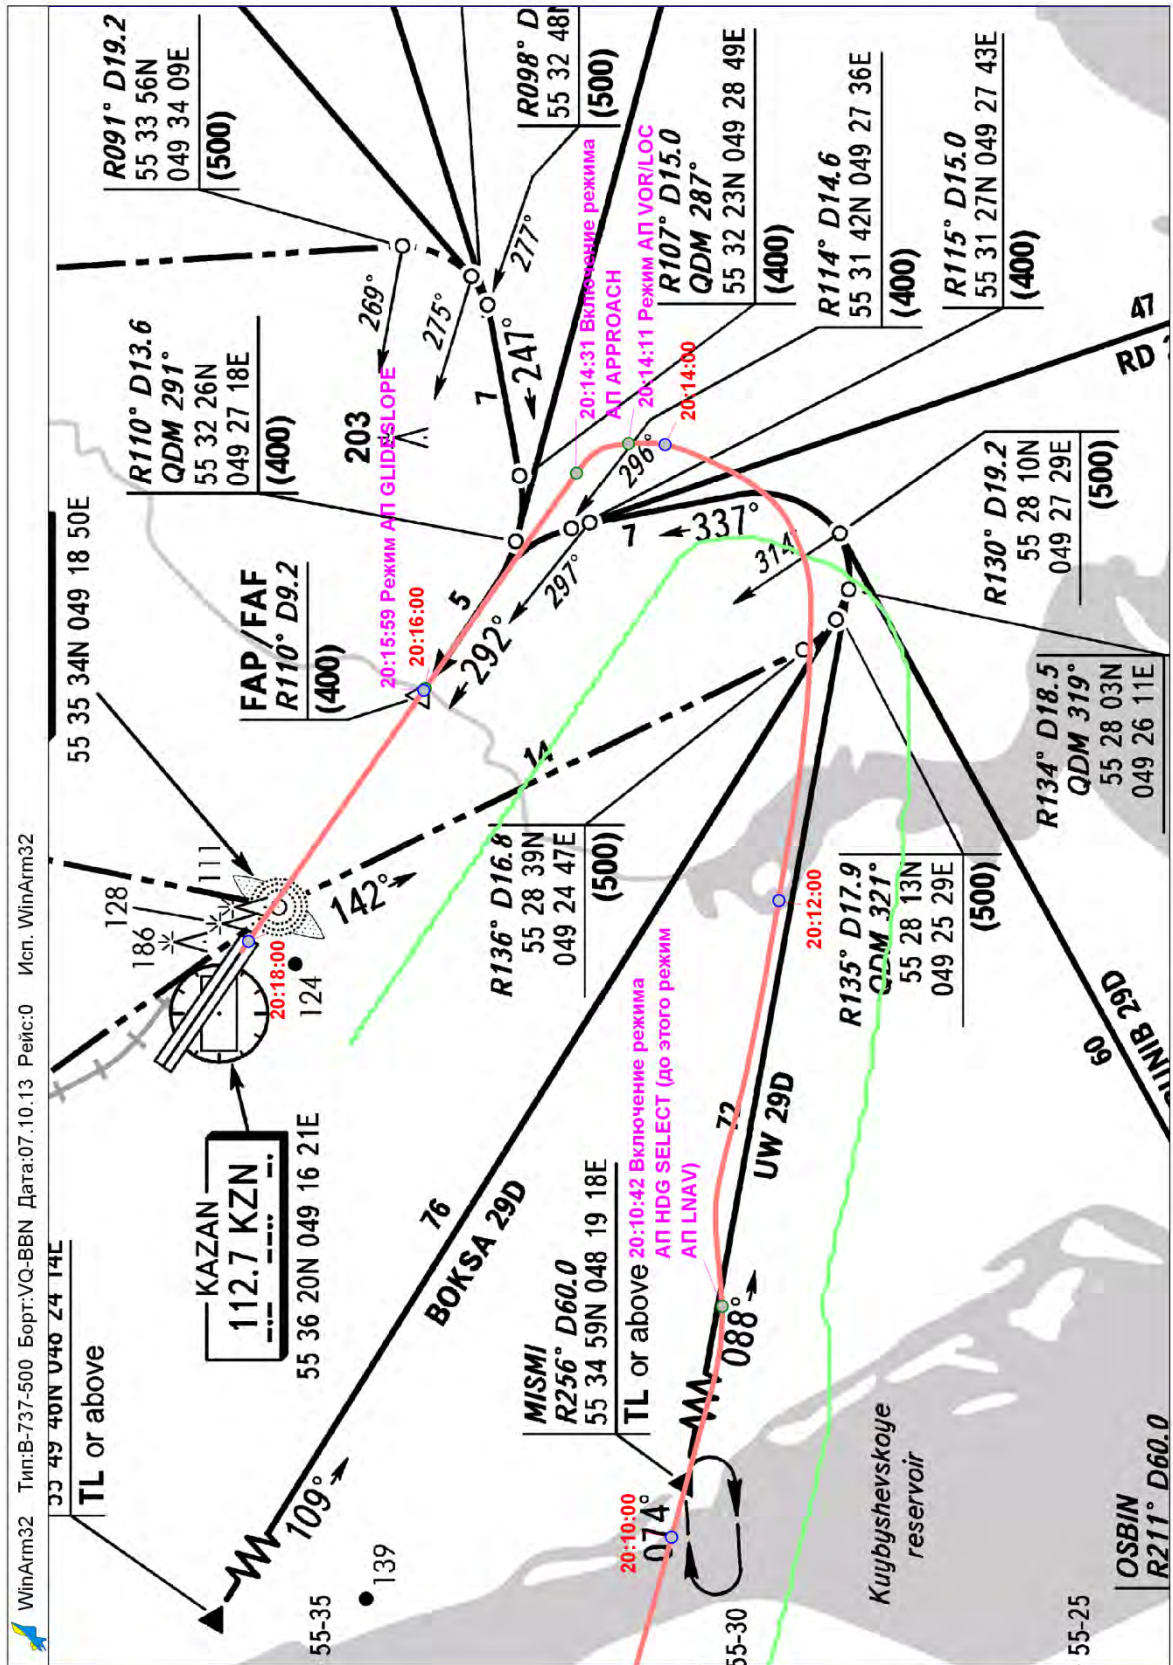 WinArm32 Тип:B-737-500 Борт:VQ-BBN Дата:07.10.13 Рейс:0 Исп. WinArm32
TL or above
109°
139
55-35
KAZAN
112.7 KZN
55 36 20N 049 16 21E
76
BOKSA 29D
186
128
111
124
20:18:00
142°
14
55 35 34N 049 18 50E
FAP FAF
R110° D9.2
(400)
20:15:59 Режим АП GLIDESLOPE
20:16:00
292°
5
R110° D13.6
QDM 291°
55 32 26N
049 27 18E
(400)
203
R091° D19.2
55 33 56N
049 34 09E
(500)
269°
275°
277°
7
247°
R098° D
55 32 48N
(500)
20:14:31 Включение режима
АП APPROACH
20:14:11 Режим АП VOR/LOC
20:14:00
R107° D15.0
QDM 287°
55 32 23N 049 28 49E
(400)
R114° D14.6
55 31 42N 049 27 36E
(400)
R115° D15.0
55 31 27N 049 27 43E
(400)
296°
297°
7
337°
314°
47
RD
R130° D19.2
55 28 10N
049 27 29E
(500)
R134° D18.5
QDM 319°
55 28 03N
049 26 11E
R136° D16.8
55 28 39N
049 24 47E
(500)
R135° D17.9
QDM 321°
55 28 13N
049 25 29E
(500)
20:12:00
MISMI
R256° D60.0
55 34 59N 048 19 18E
TL or above
20:10:42 Включение режима
АП HDG SELECT (до этого режим
АП LNAV)
72
UW 29D
088°
60
UNIB 29D
20:10:00
074°
Kuybyshevskoye
reservoir
55-30
55-25
OSBIN
R211° D60.0